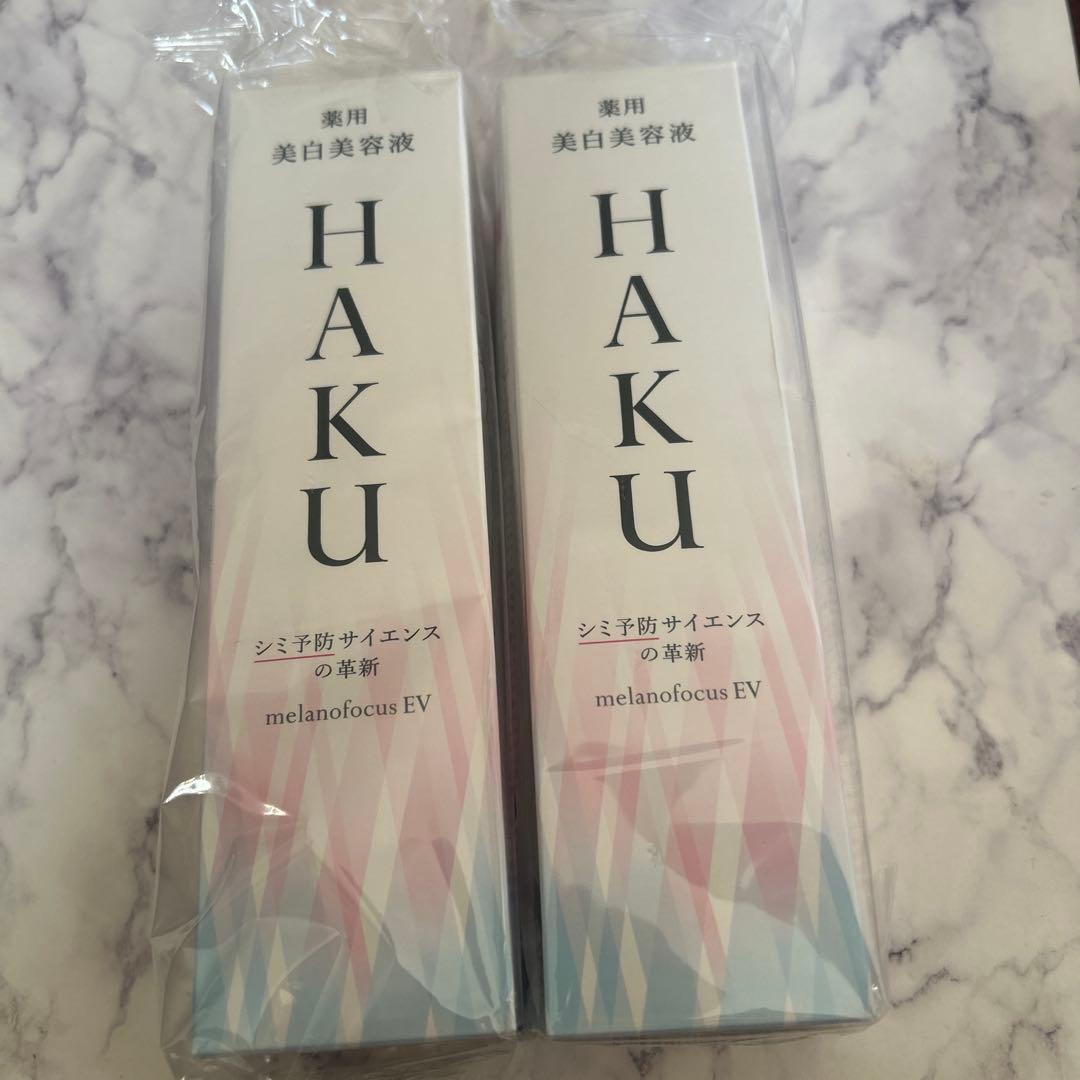 薬用
美白美容液
HAKU
シミ予防サイエンス
の革新
melanofocus EV
薬用
美白美容液
HAKU
シミ予防サイエンス
の革新
melanofocus EV